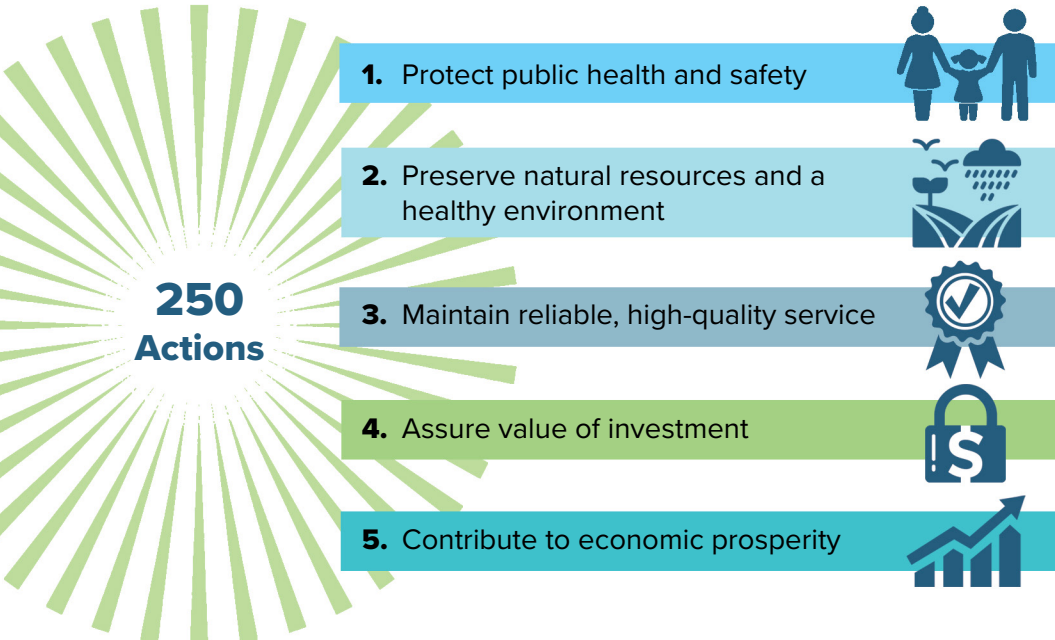 250
Actions
1. Protect public health and safety
2. Preserve natural resources and a
healthy environment
3. Maintain reliable, high-quality service
4. Assure value of investment
$
5. Contribute to economic prosperity